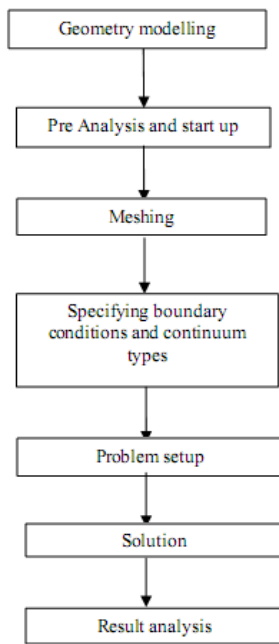 Geometry modelling
Pre Analysis and start up
Meshing
Specifying boundary
conditions and continuum
types
Problem setup
Solution
Result analysis